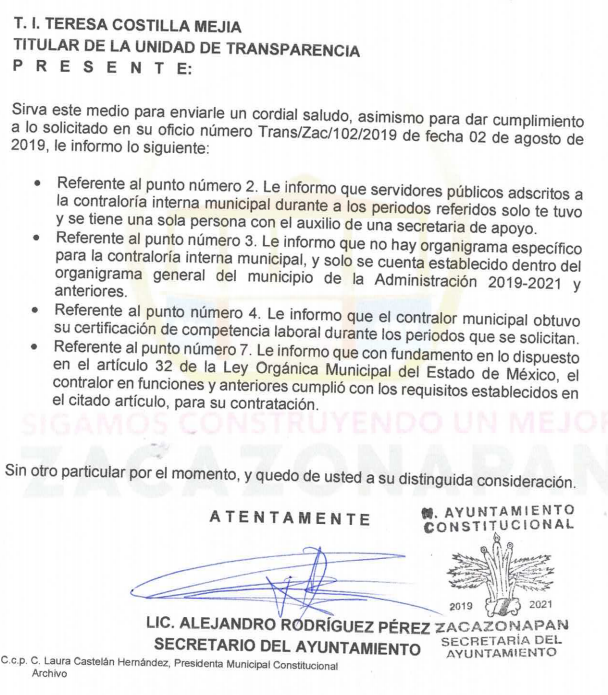 T. I. TERESA COSTILLA MEJIA
TITULAR DE LA UNIDAD DE TRANSPARENCIA
P R E S E N T E:
Sirva este medio para enviarle un cordial saludo, asimismo para dar cumplimiento
a lo solicitado en su oficio número Trans/Zac/102/2019 de fecha 02 de agosto de
2019, le informo lo siguiente:
• Referente al punto número 2. Le informo que servidores públicos adscritos a
la contraloría interna municipal durante a los periodos referidos solo te tuvo
y se tiene una sola persona con el auxilio de una secretaria de apoyo.
• Referente al punto número 3. Le informo que no hay organigrama específico
para la contraloría interna municipal, y solo se cuenta establecido dentro del
organigrama general del municipio de la Administración 2019-2021 y
anteriores.
• Referente al punto número 4. Le informo que el contralor municipal obtuvo
su certificación de competencia laboral durante los periodos que se solicitan.
• Referente al punto número 7. Le informo que con fundamento en lo dispuesto
en el artículo 32 de la Ley Orgánica Municipal del Estado de México, el
contralor en funciones y anteriores cumplió con los requisitos establecidos en
el citado artículo, para su contratación.
SIGAMOS CONSTRUYENDO UN MEJOR
ZACAZONAPAN
Sin otro particular por el momento, y quedo de usted a su distinguida consideración.
A T E N T A M E N T E
M. AYUNTAMIENTO
CONSTITUCIONAL
2019 2021
ZACAZONAPAN
SECRETARÍA DEL
AYUNTAMIENTO
LIC. ALEJANDRO RODRÍGUEZ PÉREZ
SECRETARIO DEL AYUNTAMIENTO
C.c.p. C. Laura Castelán Hernández, Presidenta Municipal Constitucional
Archivo